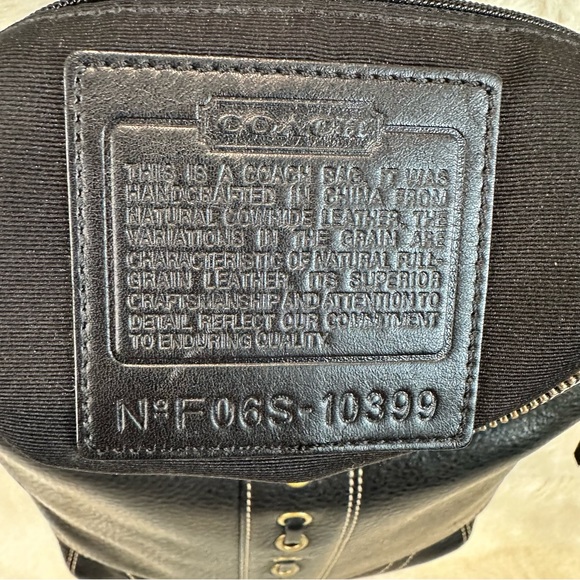 COACH
THIS IS A COACH BAG. IT WAS
HANDCRAFTED IN CHINA FROM
NATURAL COWHIDE LEATHER. THE
VARIATIONS IN THE GRAIN ARE
CHARACTERISTIC OF NATURAL FULL-
GRAIN LEATHER. ITS SUPERIOR
CRAFTSMANSHIP AND ATTENTION TO
DETAIL REFLECT OUR COMMITMENT
TO ENDURING QUALITY.
Nº F06S-10399